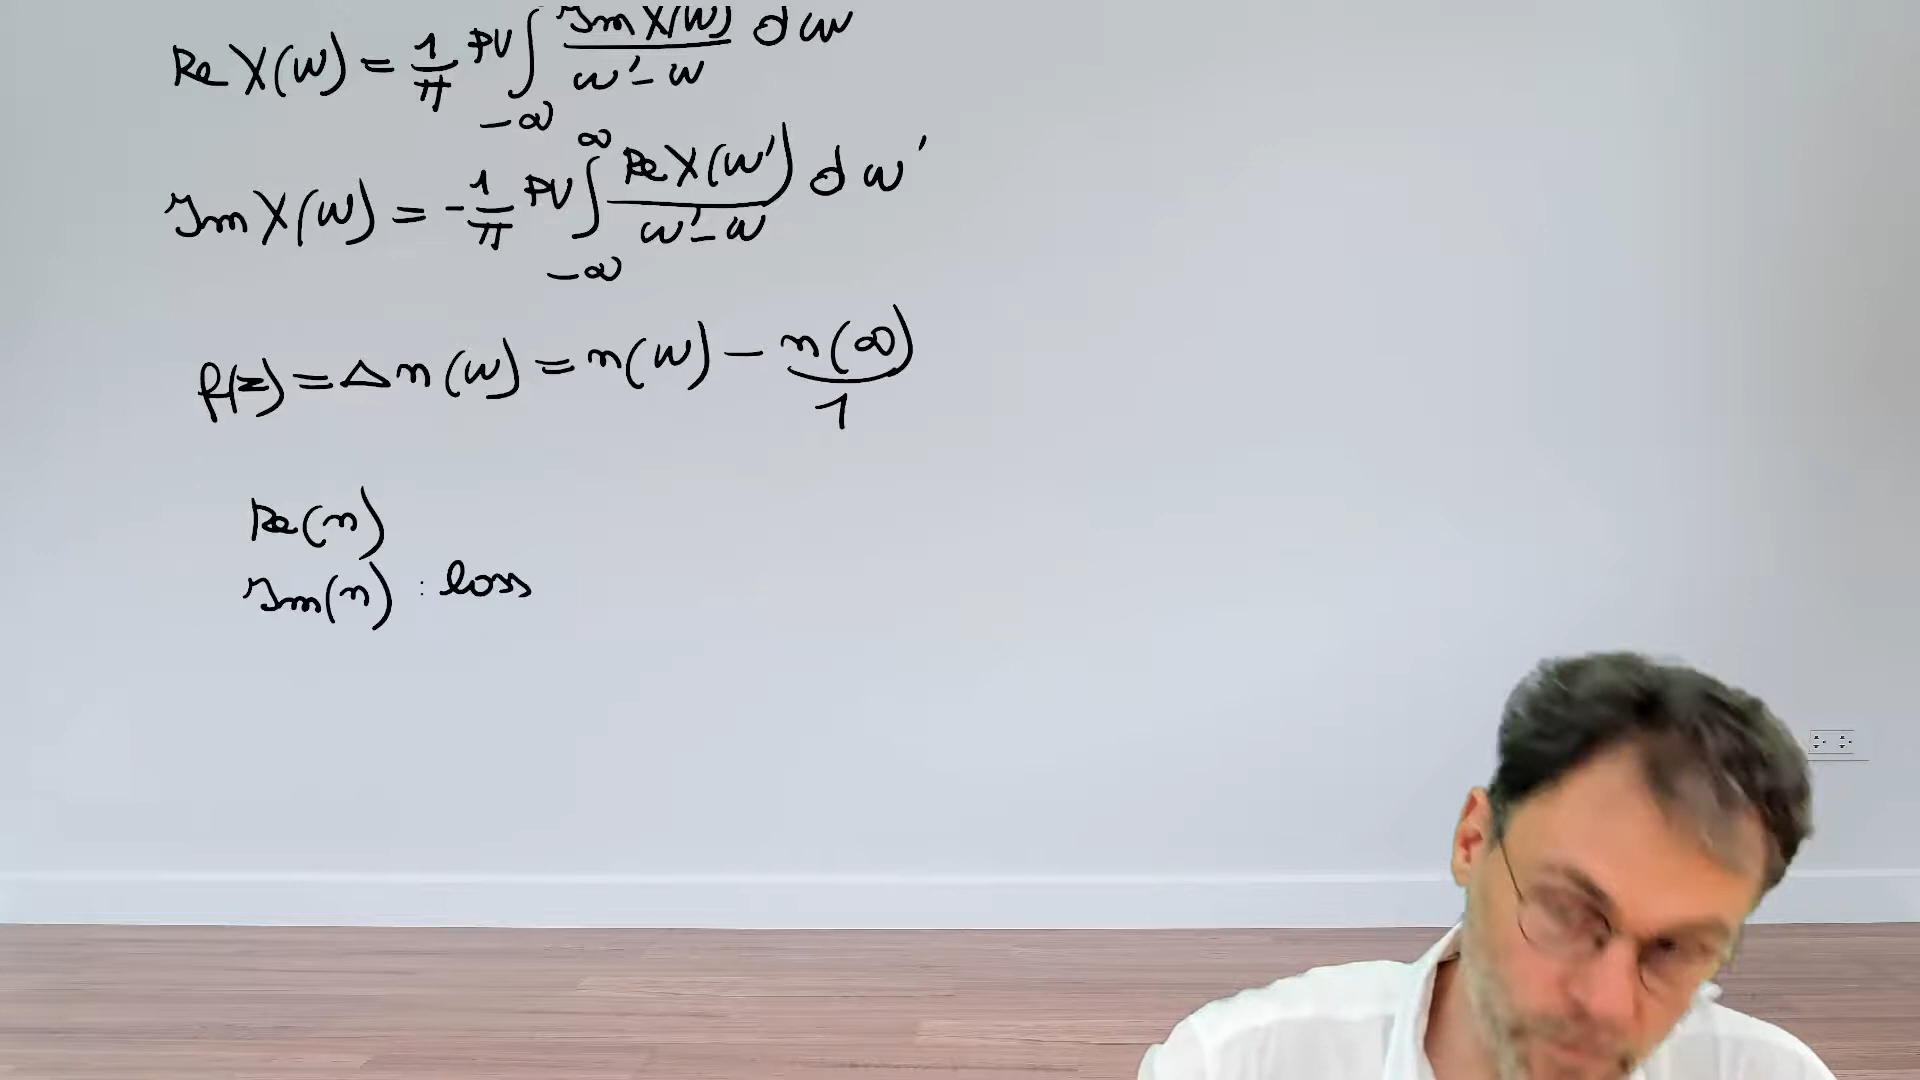 Re χ(ω) = 1/π PV ∫_{-∞} Im χ(ω) / (ω' - ω) dω
Im χ(ω) = - 1/π PV ∫_{-∞}^{∞} Re χ(ω') / (ω' - ω) dω'
f(z) = Δn(ω) = n(ω) - n(∞)
1
Re(n)
Im(n) : loss